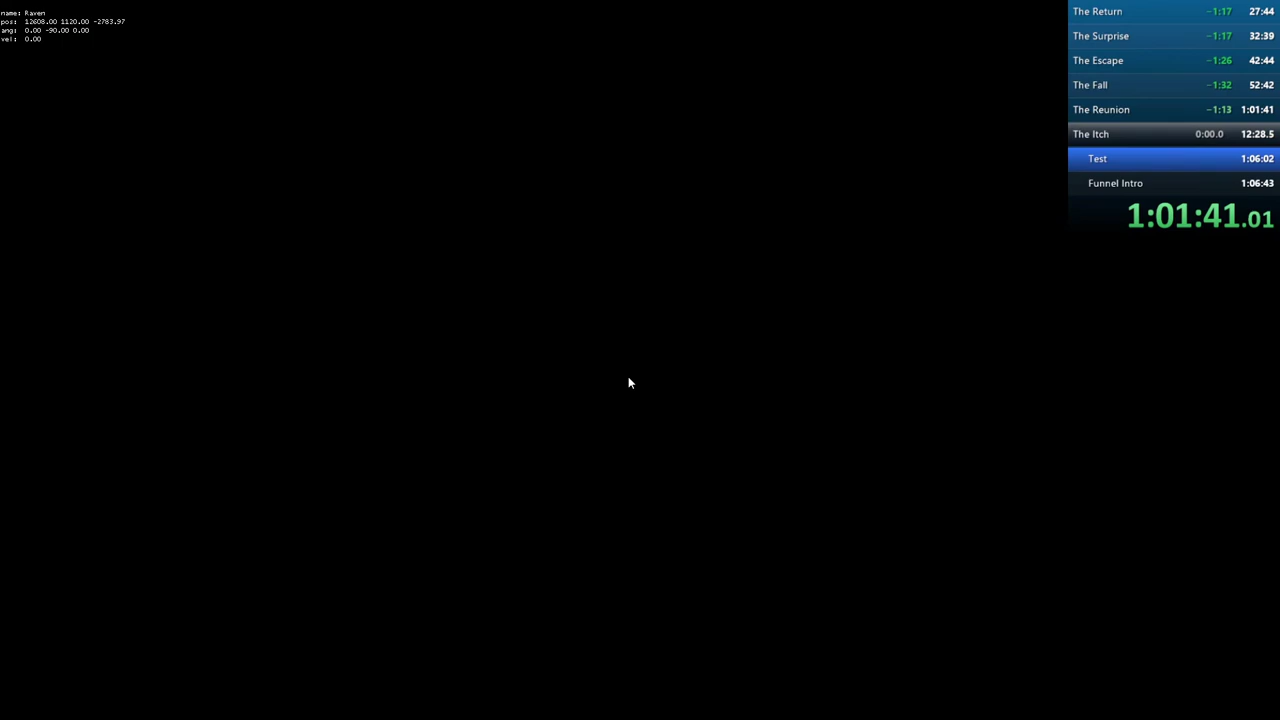 name: Raven
pos: 12608.00 1120.00 -2783.97
ang: 0.00 -90.00 0.00
vel: 0.00
The Return −1:17 27:44
The Surprise −1:17 32:39
The Escape −1:26 42:44
The Fall −1:32 52:42
The Reunion −1:13 1:01:41
The Itch 0:00.0 12:28.5
Test 1:06:02
Funnel Intro 1:06:43
1:01:41.01